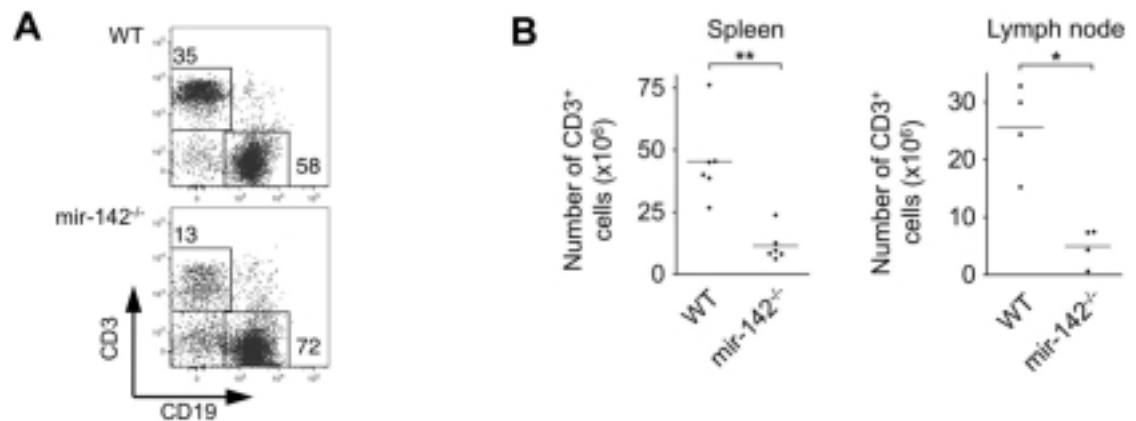 A
WT
35
58
mir-142-/-
13
72
CD3
CD19
B
Spleen
**
Number of CD3+
cells (x10⁶)
75
50
25
0
WT
mir-142-/-
Lymph node
*
Number of CD3+
cells (x10⁶)
30
20
10
0
WT
mir-142-/-